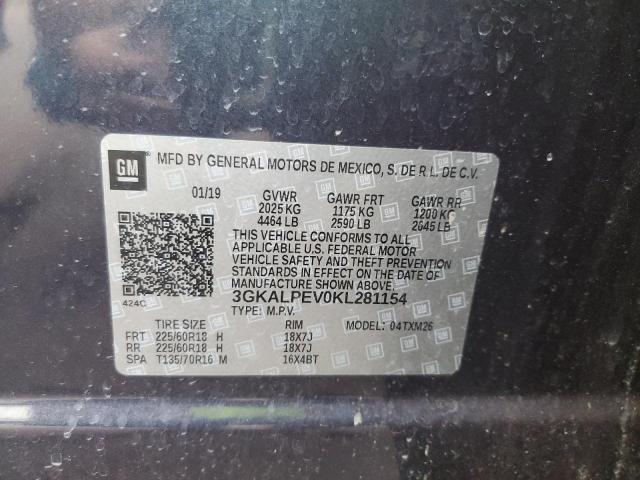 GM
MFD BY GENERAL MOTORS DE MEXICO, S. DE R.L. DE C.V.
01/19 GVWR GAWR FRT GAWR RR
2025 KG 1175 KG 1200 KG
4464 LB 2590 LB 2645 LB
THIS VEHICLE CONFORMS TO ALL
APPLICABLE U.S. FEDERAL MOTOR
VEHICLE SAFETY AND THEFT PREVENTION
STANDARDS IN EFFECT ON THE DATE OF
MANUFACTURE SHOWN ABOVE.
424C 3GKALPEV0KL281154
TYPE: M.P.V. MODEL: 04TXM26
TIRE SIZE RIM
FRT 225/60R18 H 18X7J
RR 225/60R18 H 18X7J
SPA T135/70R16 M 16X4BT